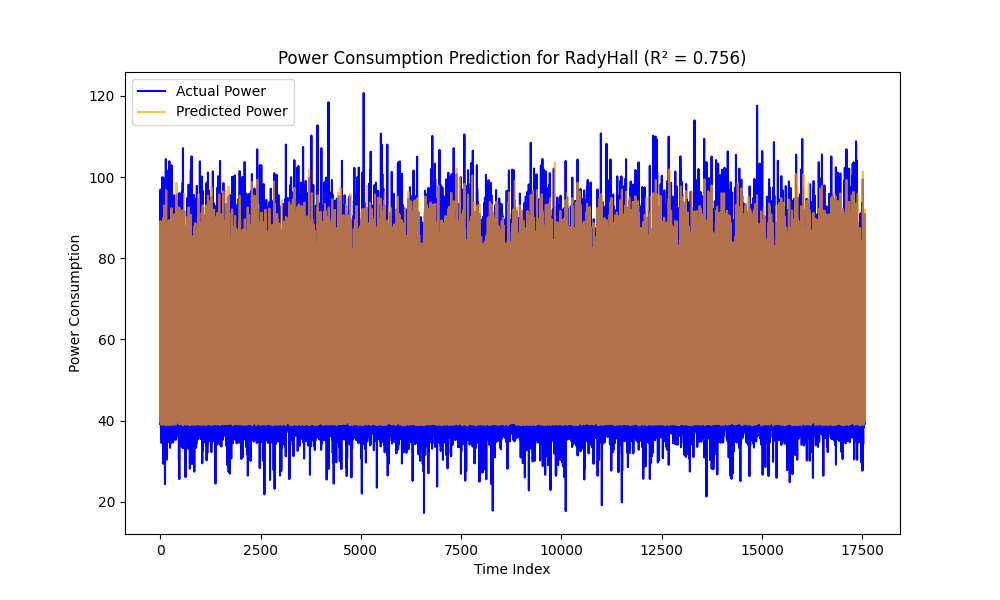 Power Consumption Prediction for RadyHall (R² = 0.756)
Actual Power
Predicted Power
120
100
80
60
40
20
Power Consumption
0
2500
5000
7500
10000
12500
15000
17500
Time Index